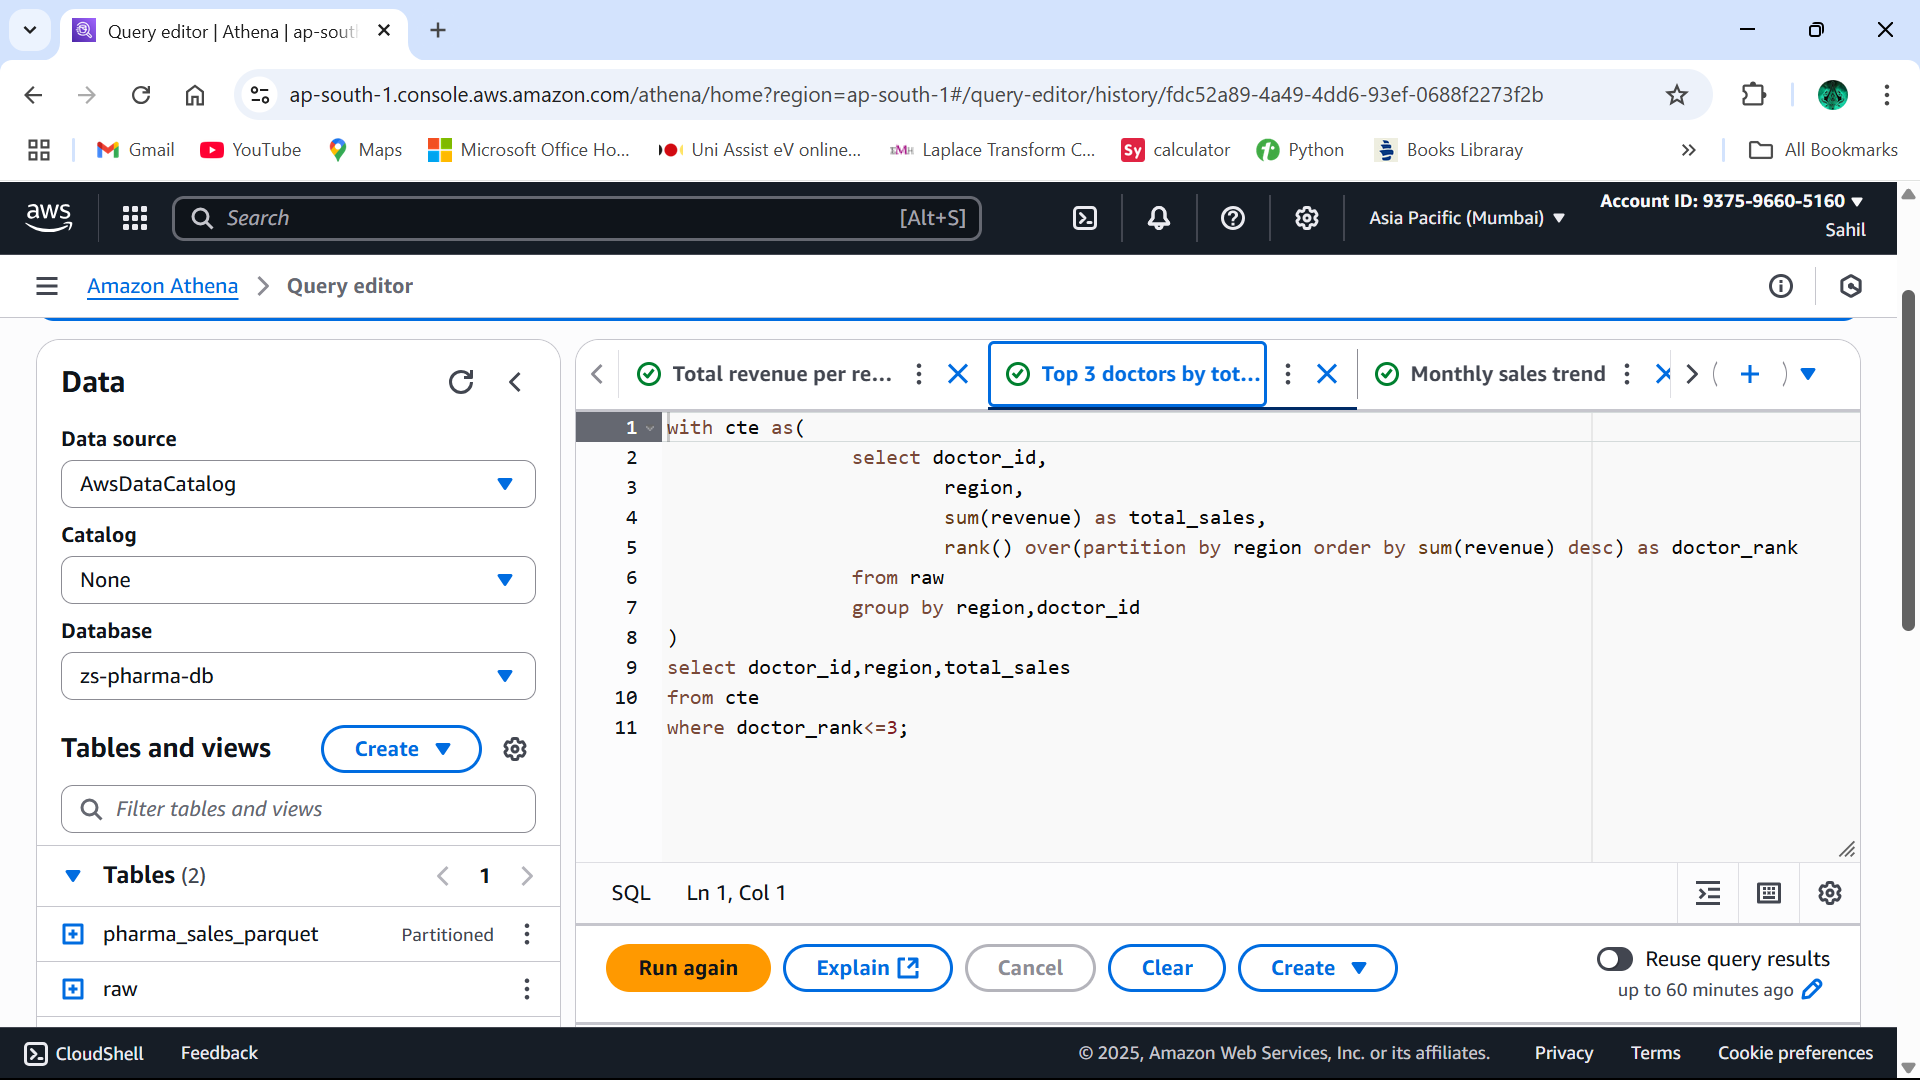 Query editor | Athena | ap-sout
ap-south-1.console.aws.amazon.com/athena/home?region=ap-south-1#/query-editor/history/fdc52a89-4a49-4dd6-93ef-0688f2273f2b
Gmail
YouTube
Maps
Microsoft Office Ho...
Uni Assist eV online...
Laplace Transform C...
Sy calculator
Python
Books Libraray
»
All Bookmarks
aws
Search
[Alt+S]
Asia Pacific (Mumbai)
Account ID: 9375-9660-5160
Sahil
Amazon Athena
Query editor
Data
Data source
AwsDataCatalog
Catalog
None
Database
zs-pharma-db
Tables and views
Create
Filter tables and views
Tables (2)
1
pharma_sales_parquet
Partitioned
raw
Total revenue per re...
Top 3 doctors by tot...
Monthly sales trend
1 with cte as(
2 select doctor_id,
3 region,
4 sum(revenue) as total_sales,
5 rank() over(partition by region order by sum(revenue) desc) as doctor_rank
6 from raw
7 group by region,doctor_id
8 )
9 select doctor_id,region,total_sales
10 from cte
11 where doctor_rank<=3;
SQL
Ln 1, Col 1
Run again
Explain
Cancel
Clear
Create
Reuse query results
up to 60 minutes ago
CloudShell
Feedback
© 2025, Amazon Web Services, Inc. or its affiliates.
Privacy
Terms
Cookie preferences